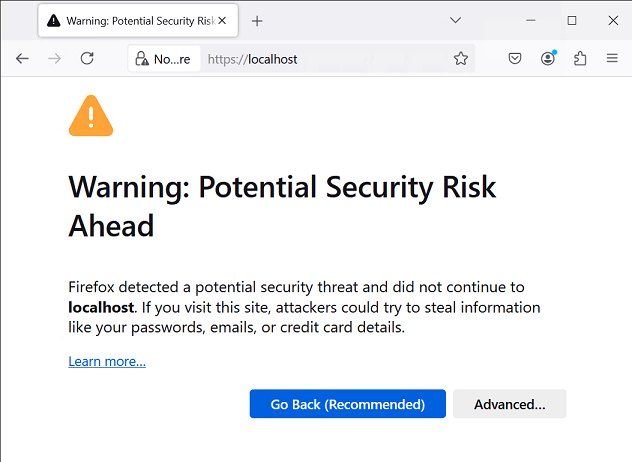 Warning: Potential Security Risk
No...re https://localhost
Warning: Potential Security Risk
Ahead
Firefox detected a potential security threat and did not continue to
localhost. If you visit this site, attackers could try to steal information
like your passwords, emails, or credit card details.
Learn more...
Go Back (Recommended) Advanced...